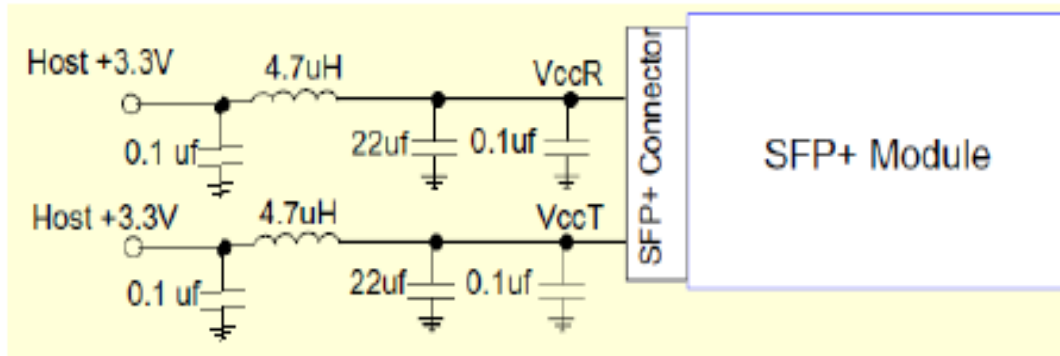 Host +3.3V
4.7uH
VccR
0.1 uf
22uf
0.1uf
Host +3.3V
4.7uH
VccT
0.1 uf
22uf
0.1uf
SFP+ Connector
SFP+ Module